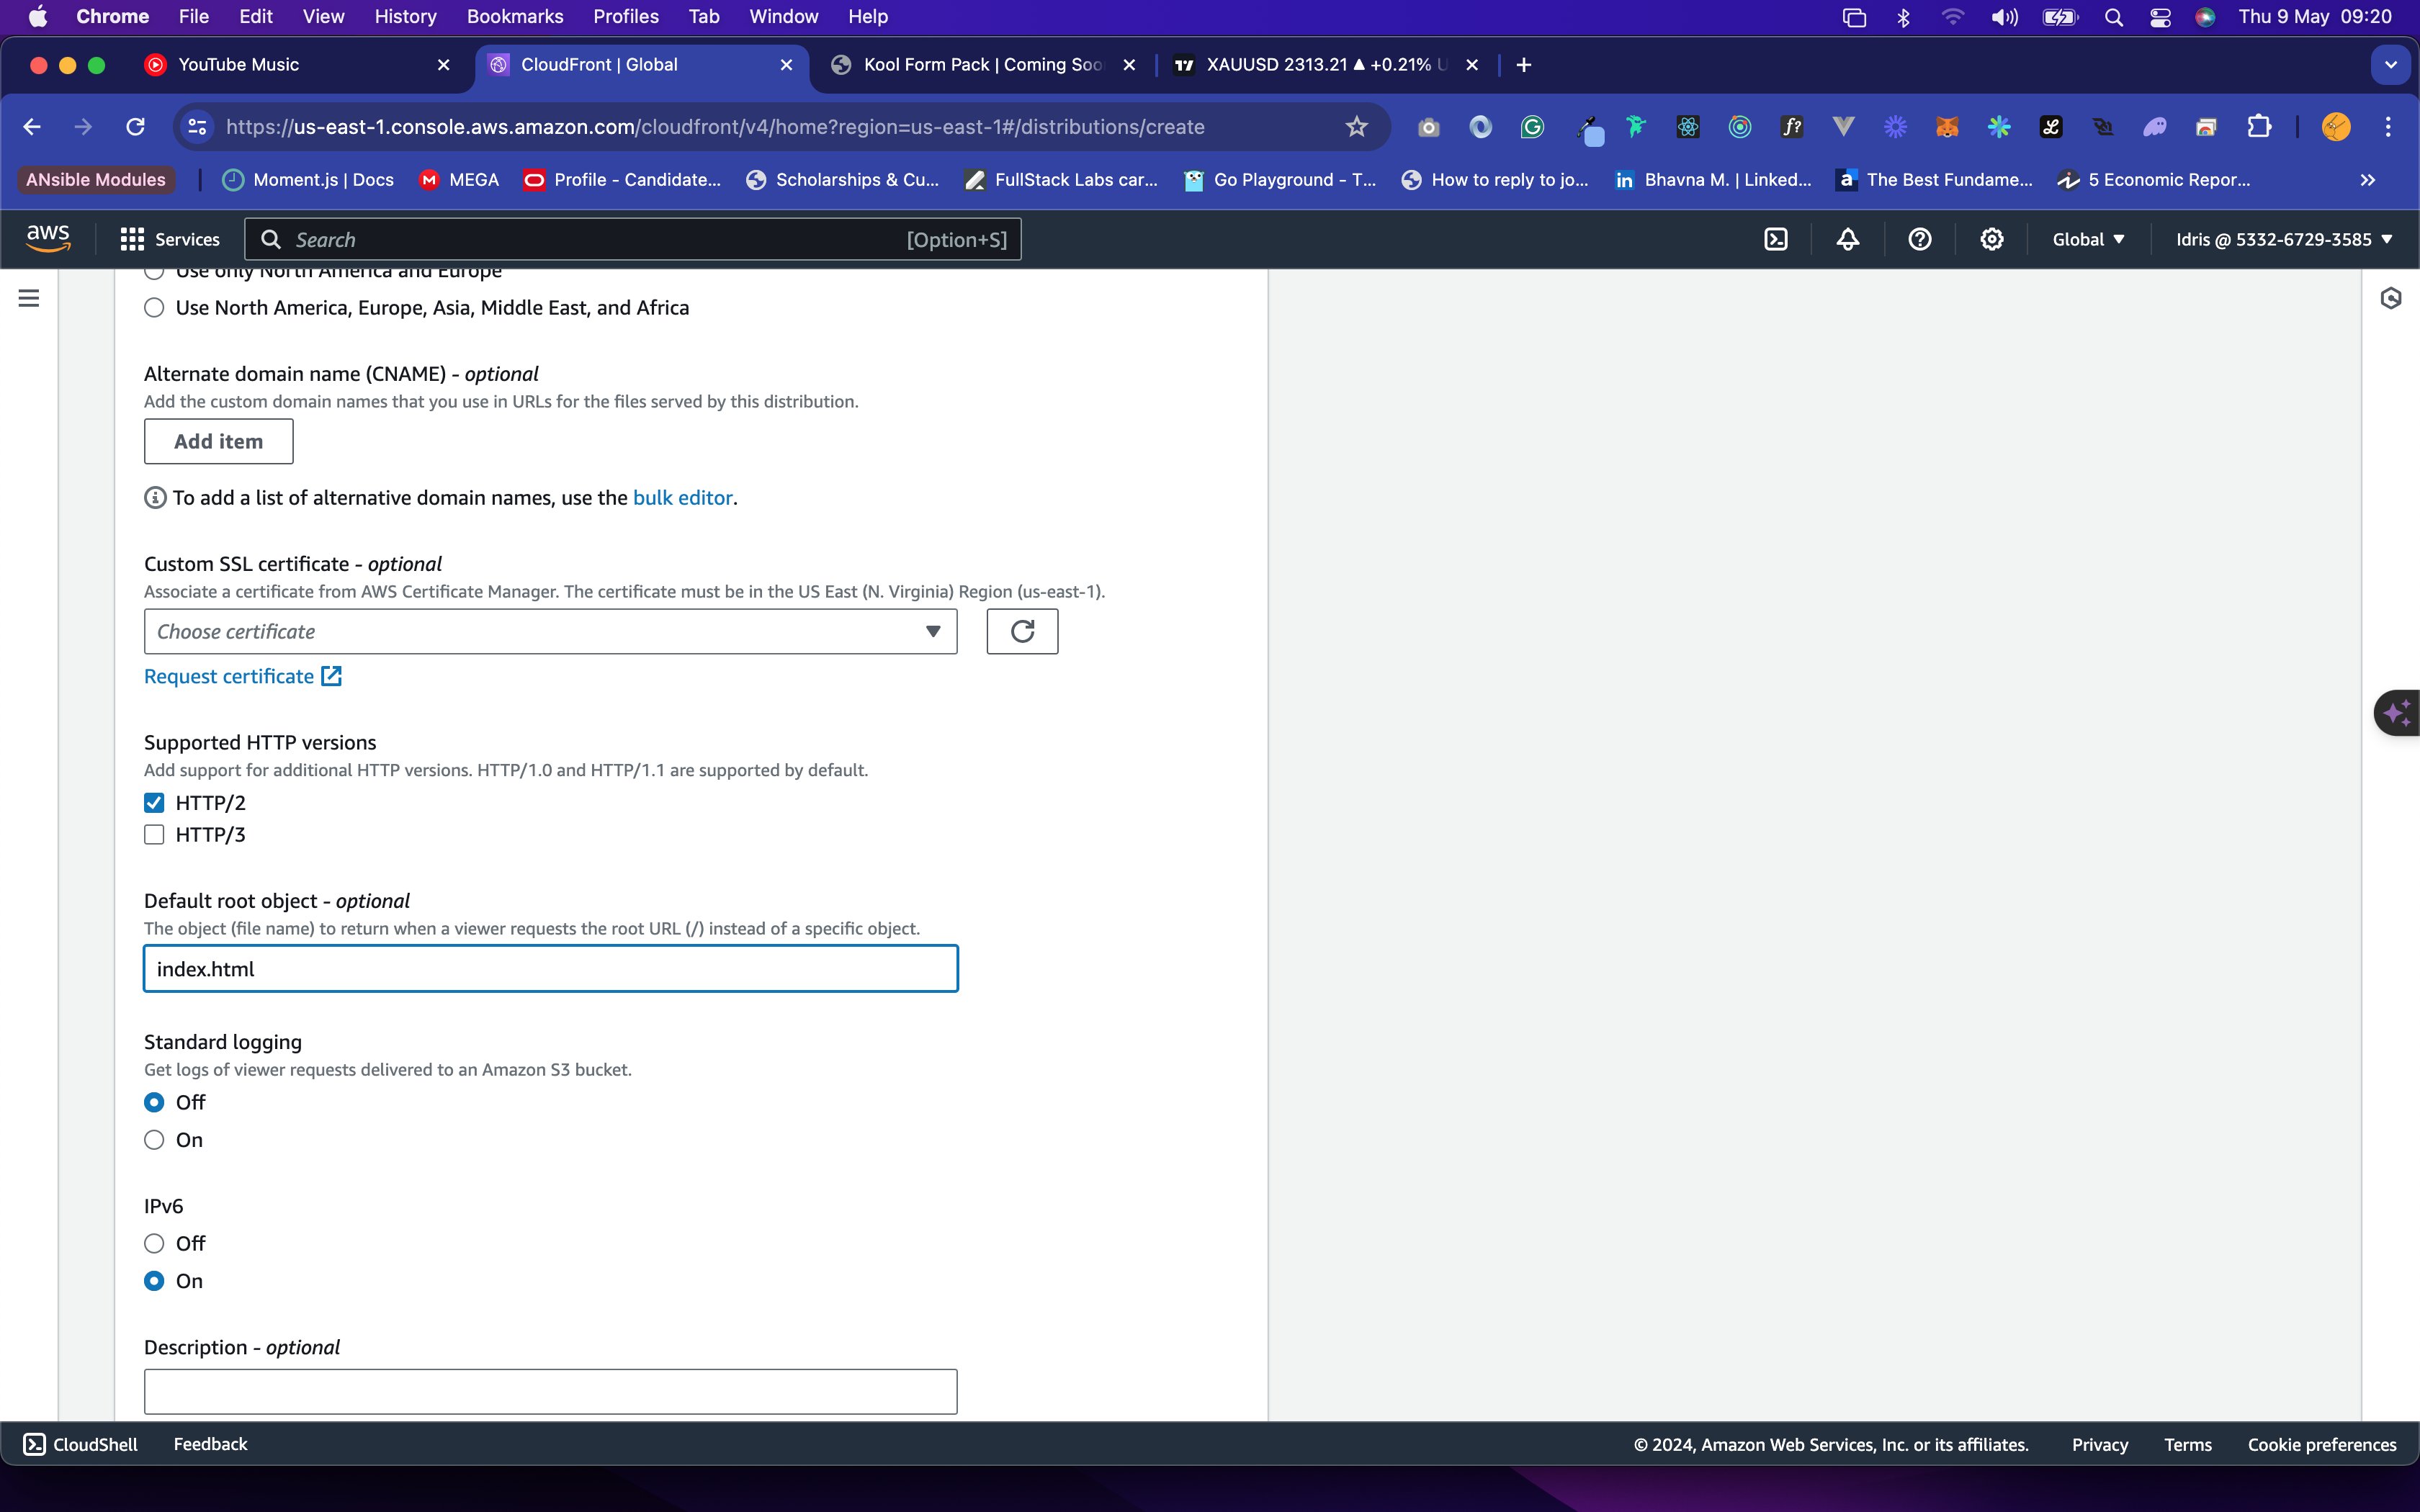 Chrome File Edit View History Bookmarks Profiles Tab Window Help Thu 9 May 09:20
YouTube Music CloudFront | Global Kool Form Pack | Coming Soo XAUUSD 2313.21 ▲ +0.21% U
https://us-east-1.console.aws.amazon.com/cloudfront/v4/home?region=us-east-1#/distributions/create
ANsible Modules Moment.js | Docs MEGA Profile - Candidate... Scholarships & Cu... FullStack Labs car... Go Playground - T... How to reply to jo... Bhavna M. | Linked... The Best Fundame... 5 Economic Repor...
aws Services Search [Option+S] Global ▼ Idris @ 5332-6729-3585 ▼
Use only North America and Europe
Use North America, Europe, Asia, Middle East, and Africa
Alternate domain name (CNAME) - optional
Add the custom domain names that you use in URLs for the files served by this distribution.
Add item
To add a list of alternative domain names, use the bulk editor.
Custom SSL certificate - optional
Associate a certificate from AWS Certificate Manager. The certificate must be in the US East (N. Virginia) Region (us-east-1).
Choose certificate
Request certificate
Supported HTTP versions
Add support for additional HTTP versions. HTTP/1.0 and HTTP/1.1 are supported by default.
HTTP/2
HTTP/3
Default root object - optional
The object (file name) to return when a viewer requests the root URL (/) instead of a specific object.
index.html
Standard logging
Get logs of viewer requests delivered to an Amazon S3 bucket.
Off
On
IPv6
Off
On
Description - optional
CloudShell Feedback © 2024, Amazon Web Services, Inc. or its affiliates. Privacy Terms Cookie preferences